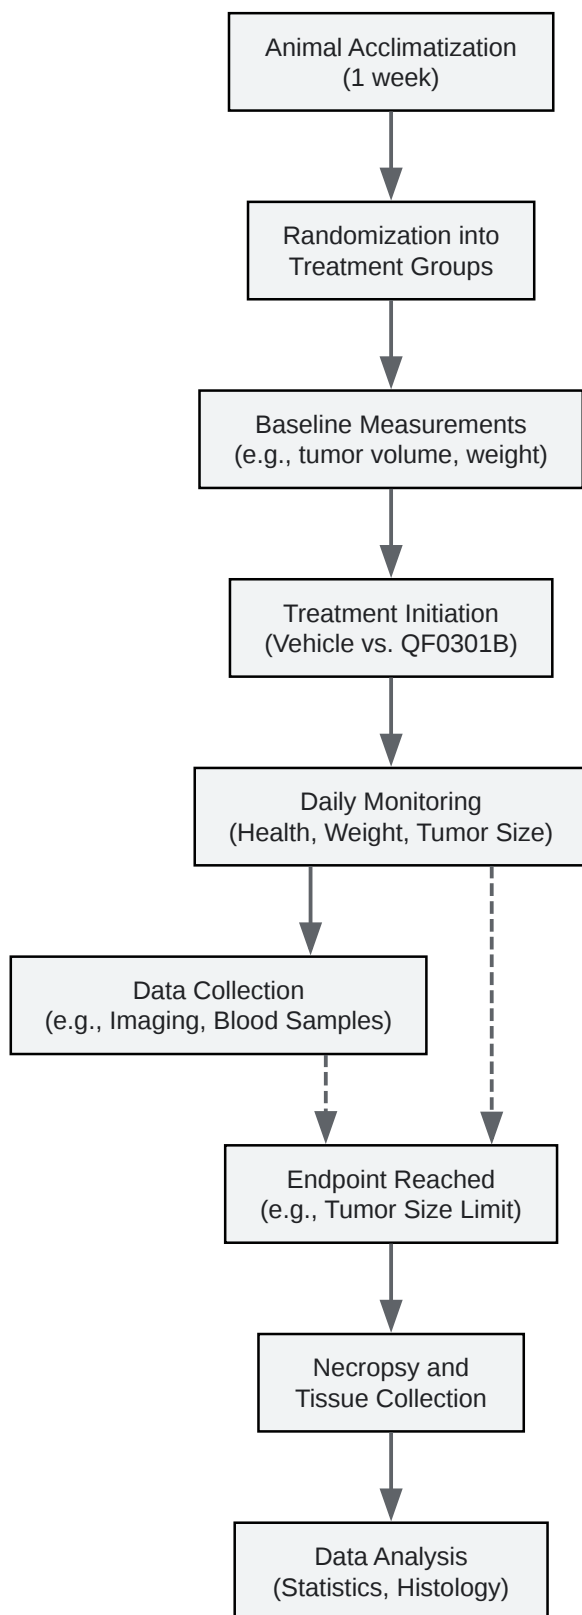 Animal Acclimatization
(1 week)
Randomization into
Treatment Groups
Baseline Measurements
(e.g., tumor volume, weight)
Treatment Initiation
(Vehicle vs. QF0301B)
Daily Monitoring
(Health, Weight, Tumor Size)
Data Collection
(e.g., Imaging, Blood Samples)
Endpoint Reached
(e.g., Tumor Size Limit)
Necropsy and
Tissue Collection
Data Analysis
(Statistics, Histology)